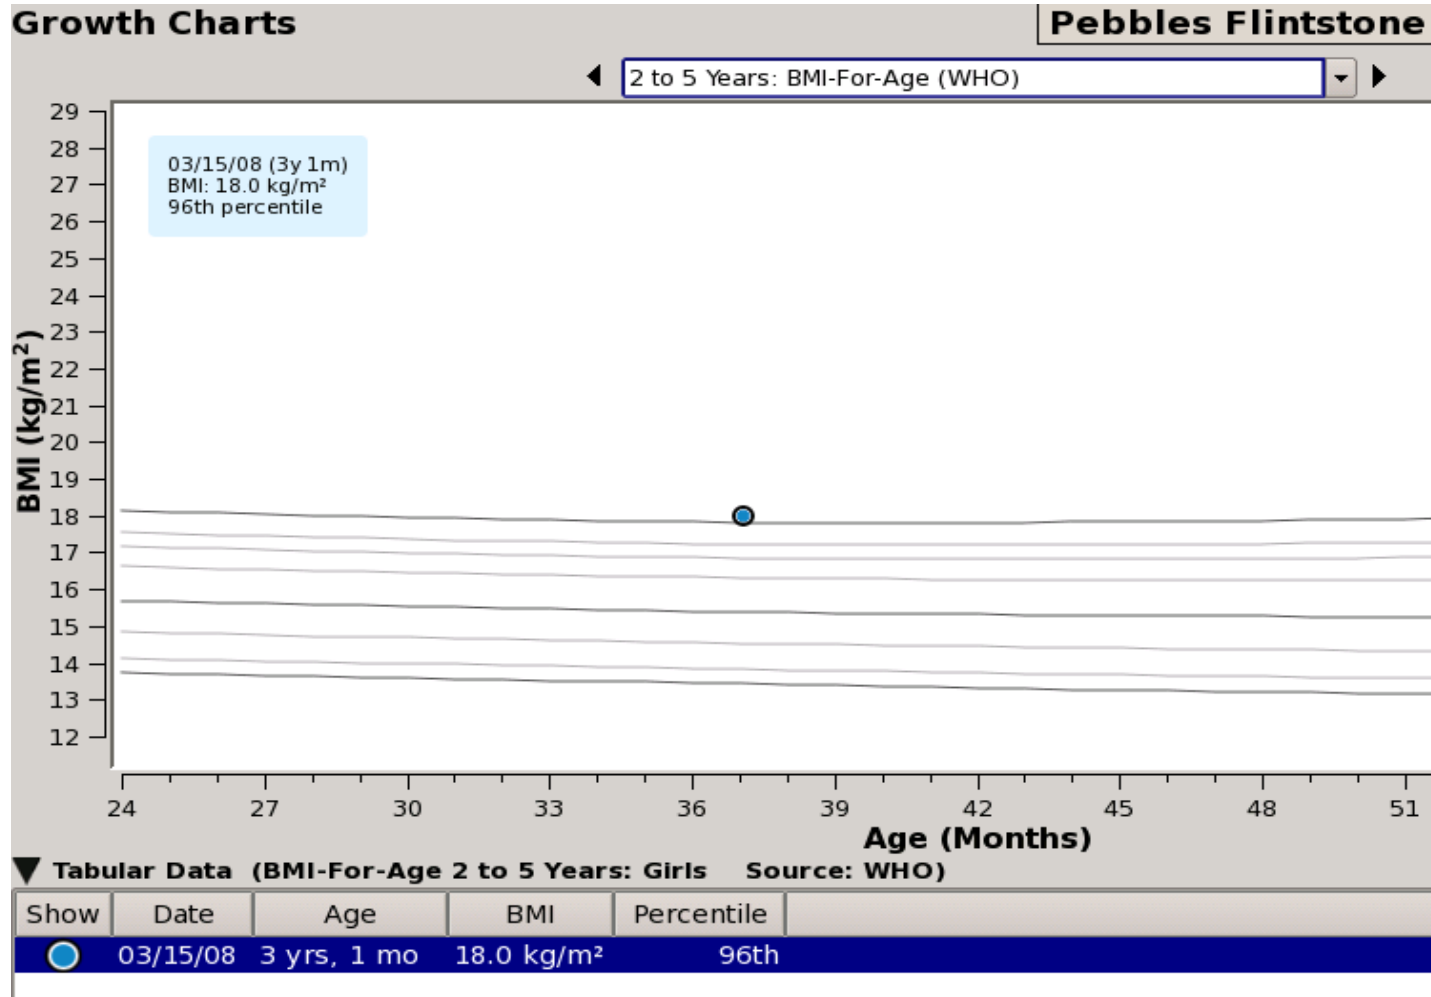 Growth Charts
Pebbles Flintstone
2 to 5 Years: BMI-For-Age (WHO)
29
28
27
26
25
24
23
22
21
20
19
18
17
16
15
14
13
12
BMI (kg/m²)
03/15/08 (3y 1m)
BMI: 18.0 kg/m²
96th percentile
24 27 30 33 36 39 42 45 48 51
Age (Months)
Tabular Data (BMI-For-Age 2 to 5 Years: Girls Source: WHO)
Show Date Age BMI Percentile
03/15/08 3 yrs, 1 mo 18.0 kg/m² 96th